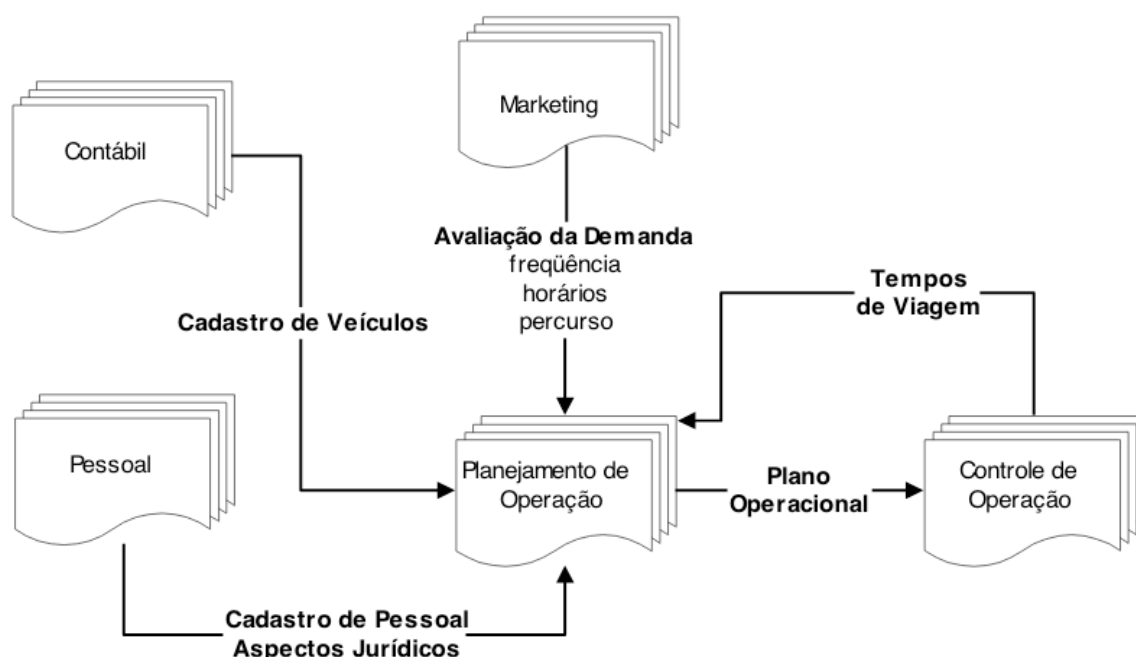 Marketing
Contábil
Avaliação da Demanda
freqüência
horários
percurso
Tempos
de Viagem
Cadastro de Veículos
Pessoal
Planejamento de
Operação
Plano
Operacional
Controle de
Operação
Cadastro de Pessoal
Aspectos Jurídicos